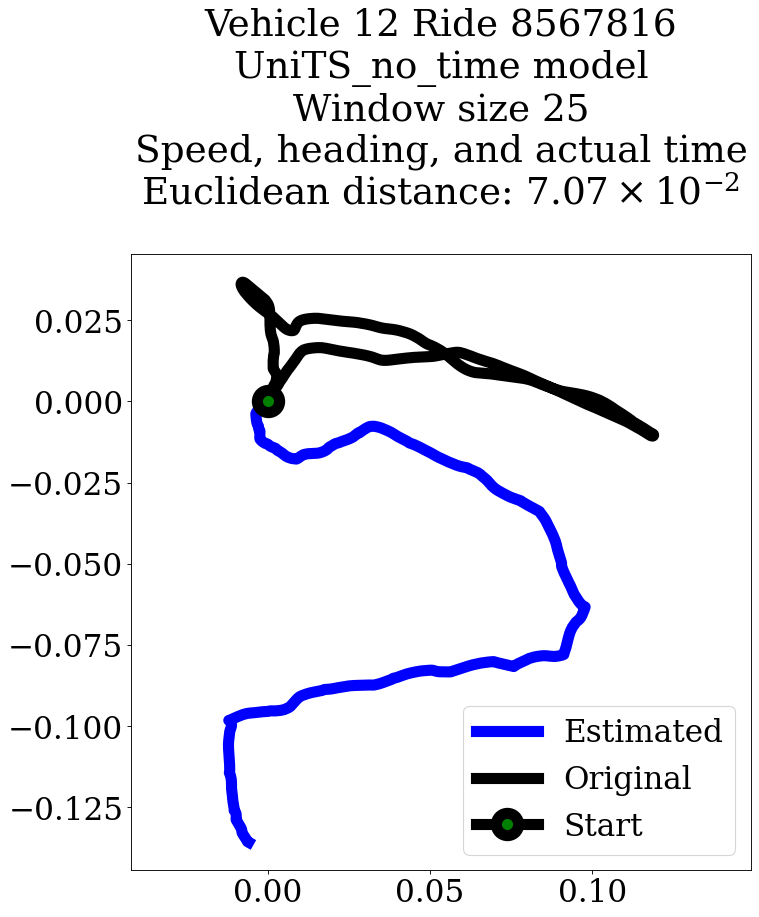 Vehicle 12 Ride 8567816
UniTS_no_time model
Window size 25
Speed, heading, and actual time
Euclidean distance: 7.07 × 10⁻²
0.025
0.000
−0.025
−0.050
−0.075
−0.100
−0.125
Estimated
Original
Start
0.00 0.05 0.10